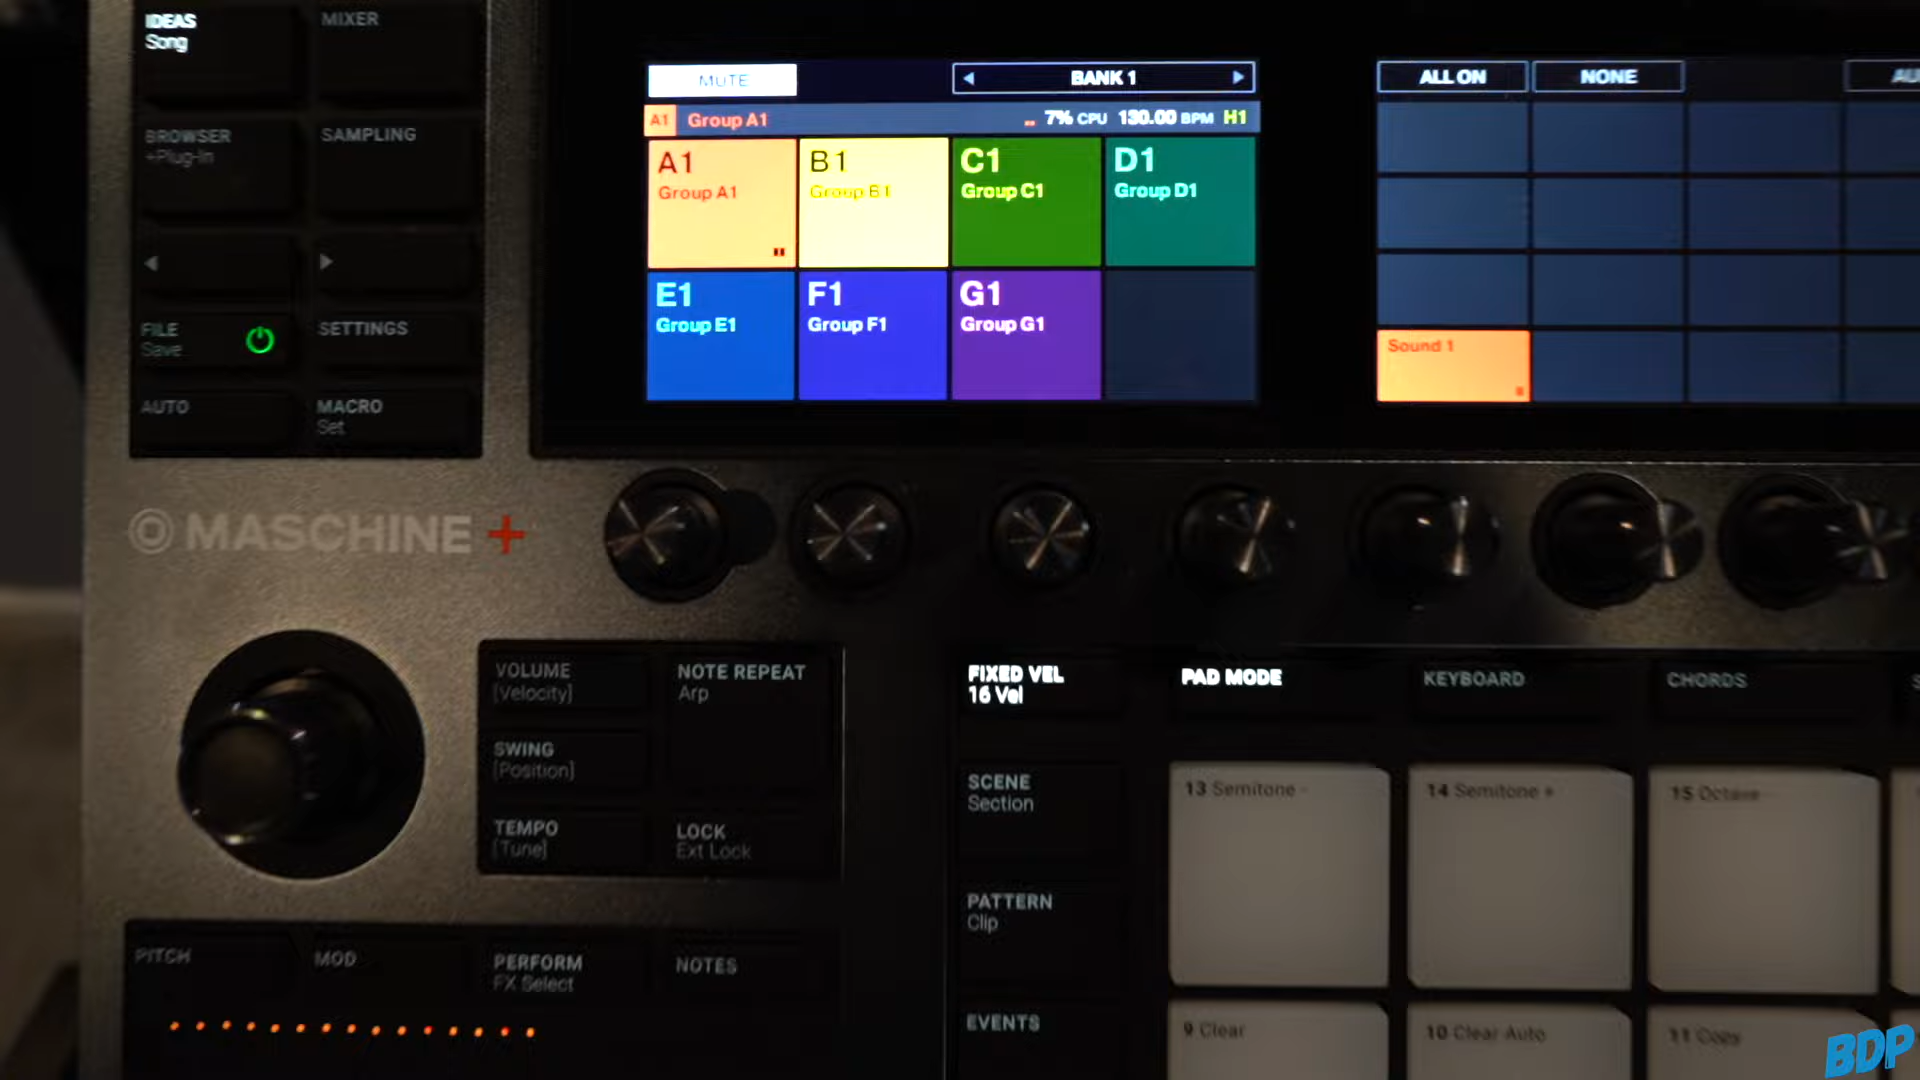 IDEAS
Song
MIXER
BROWSER
+Plug-In
SAMPLING
FILE
Save
SETTINGS
AUTO
MACRO
Set
MUTE
BANK 1
A1 Group A1 7% CPU 130.00 BPM H1
A1
Group A1
B1
Group B1
C1
Group C1
D1
Group D1
E1
Group E1
F1
Group F1
G1
Group G1
ALL ON
NONE
Sound 1
MASCHINE +
VOLUME
[Velocity]
NOTE REPEAT
Arp
SWING
[Position]
TEMPO
[Tune]
LOCK
Ext Lock
FIXED VEL
16 Vel
PAD MODE
KEYBOARD
CHORDS
SCENE
Section
PATTERN
Clip
EVENTS
13 Semitone -
14 Semitone +
15 Octave -
9 Clear
10 Clear Auto
11 Copy
PITCH
MOD
PERFORM
FX Select
NOTES
BDP